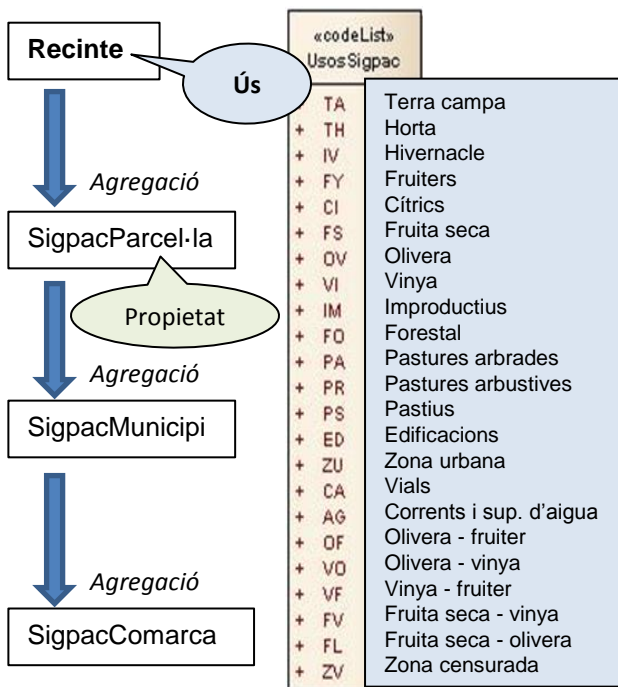 Recinte
Ús
Agregació
SigpacParcel·la
Propietat
Agregació
SigpacMunicipi
Agregació
SigpacComarca
«codeList»
UsosSigpac
+ TA Terra campa
+ TH Horta
+ IV Hivernacle
+ FY Fruiters
+ CI Cítrics
+ FS Fruita seca
+ OV Olivera
+ VI Vinya
+ IM Improductius
+ FO Forestal
+ PA Pastures arbrades
+ PR Pastures arbustives
+ PS Pastius
+ ED Edificacions
+ ZU Zona urbana
+ CA Vials
+ AG Corrents i sup. d’aigua
+ OF Olivera - fruiter
+ VO Olivera - vinya
+ VF Vinya - fruiter
+ FV Fruita seca - vinya
+ FL Fruita seca - olivera
+ ZV Zona censurada